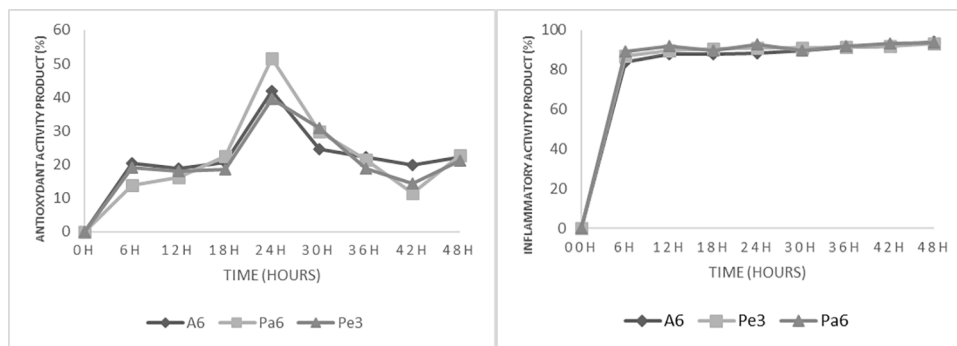 ANTIOXYDANT ACTIVITY PRODUCT (%)
60
50
40
30
20
10
0
0 H 6 H 12 H 18 H 24 H 30 H 36 H 42 H 48 H
TIME (HOURS)
A6 Pa6 Pe3
INFLAMMATORY ACTIVITY PRODUCT (%)
100
80
60
40
20
0
0 0 H 6 H 12 H 18 H 24 H 30 H 36 H 42 H 48 H
TIME (HOURS)
A6 Pe3 Pa6